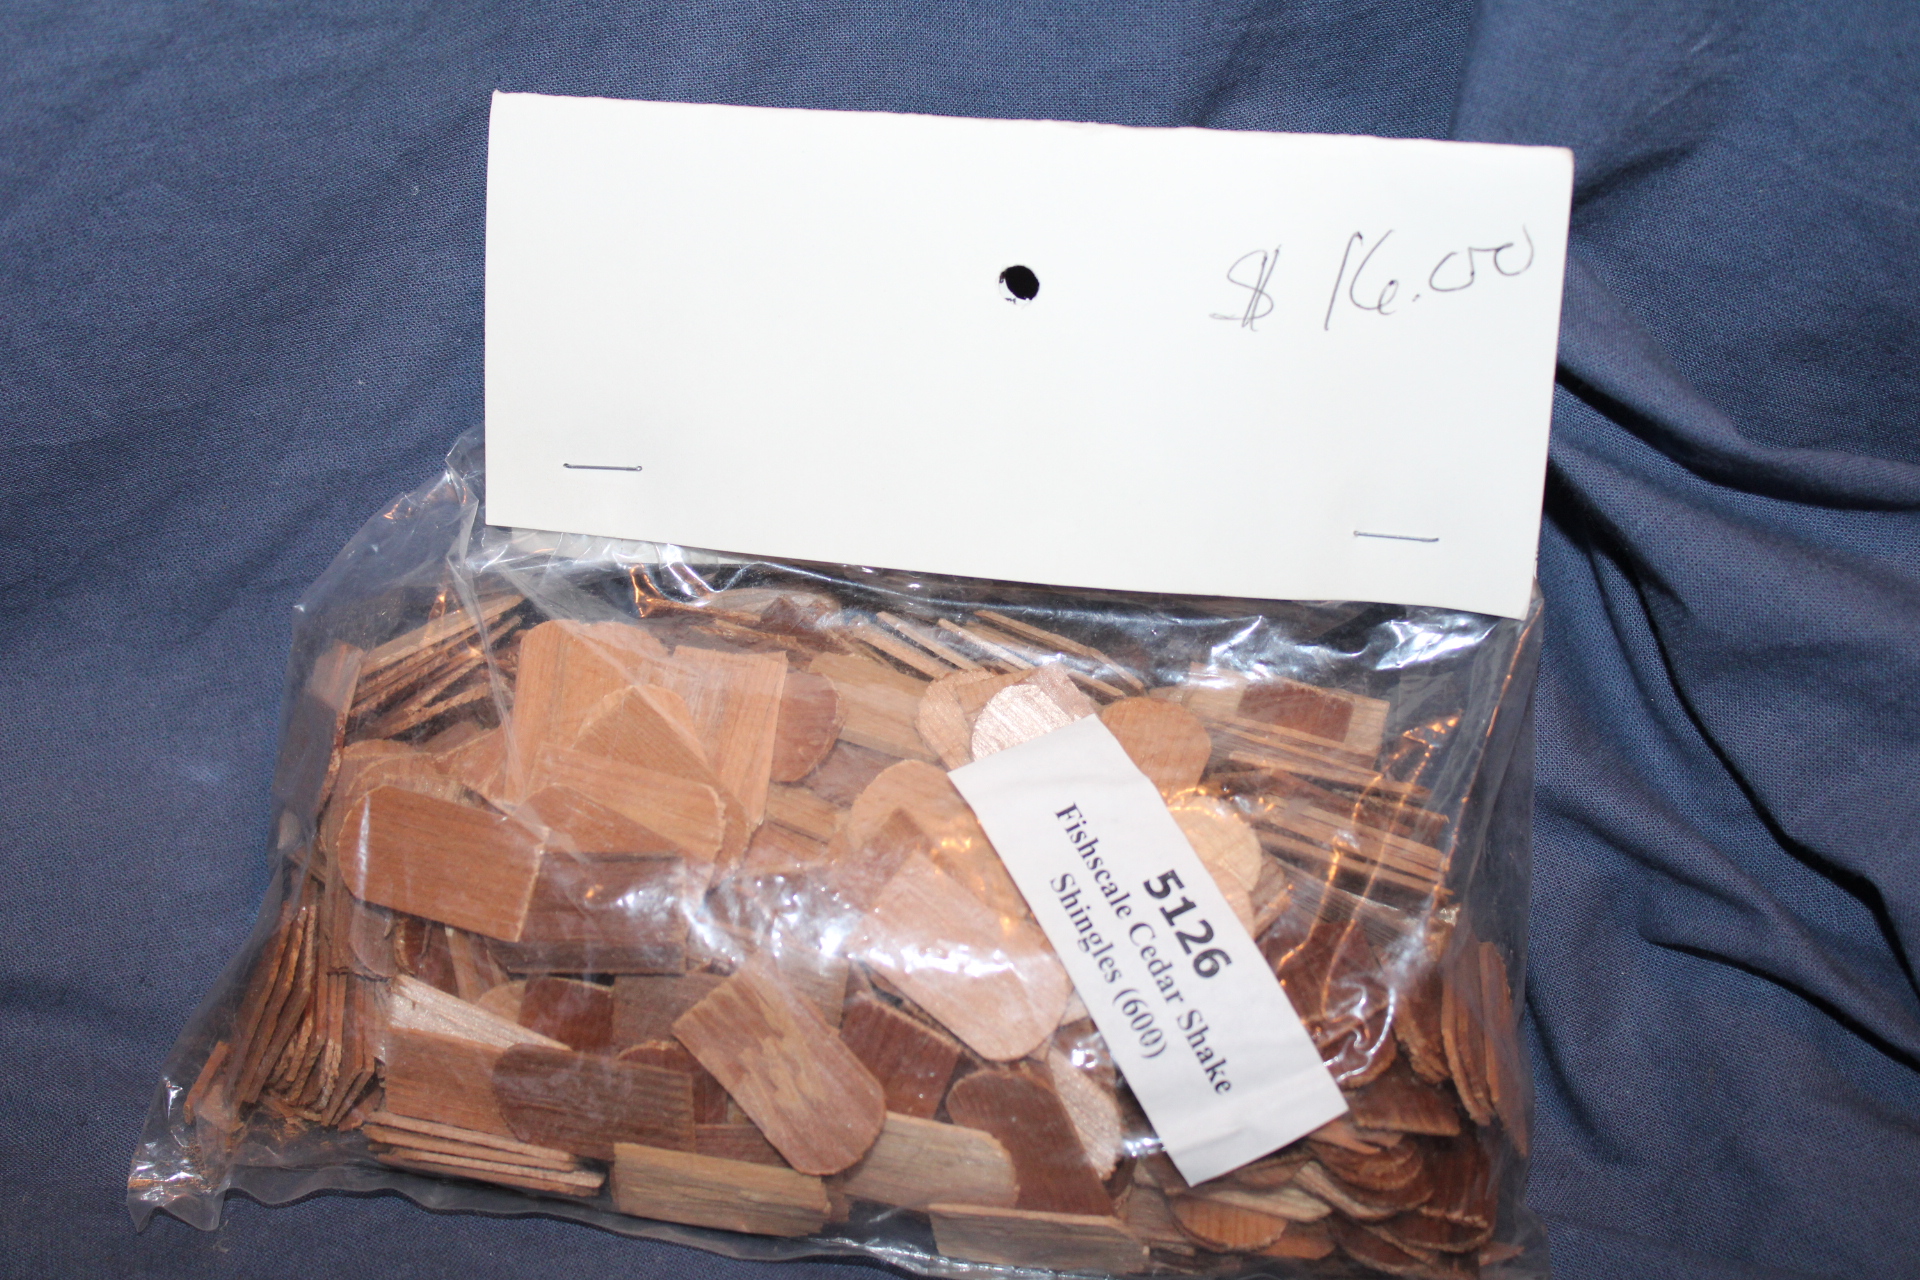 $ 16.00
5126
Fishscale Cedar Shake
Shingles (600)